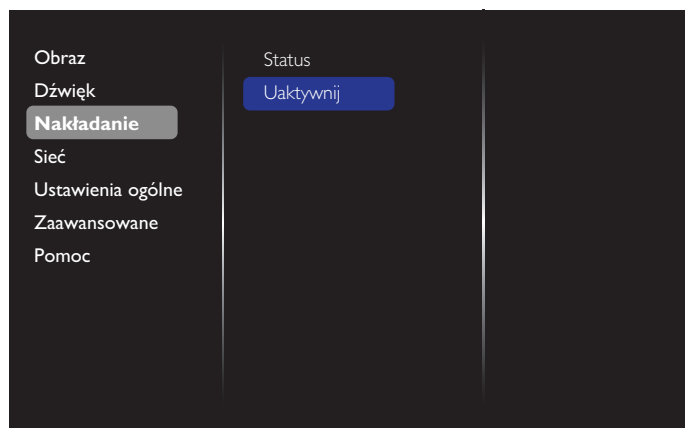 Obraz
Dźwięk
Nakładanie
Sieć
Ustawienia ogólne
Zaawansowane
Pomoc
Status
Uaktywnij